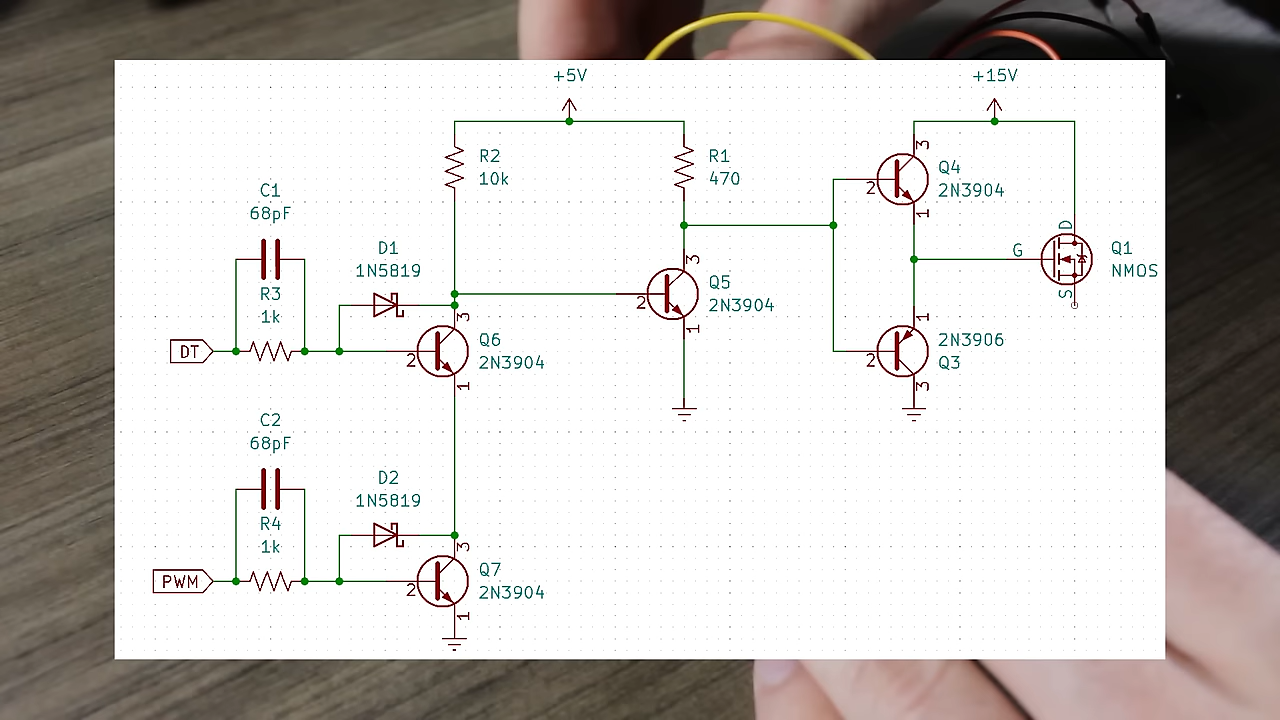 +5V
+15V
R2
10k
R1
470
3
Q4
2N3904
2
1
C1
68pF
D1
1N5819
R3
1k
DT
2
3
Q6
2N3904
1
2
3
Q5
2N3904
1
G
D
S
Q1
NMOS
1
2N3906
Q3
2
3
C2
68pF
D2
1N5819
R4
1k
PWM
2
3
Q7
2N3904
1